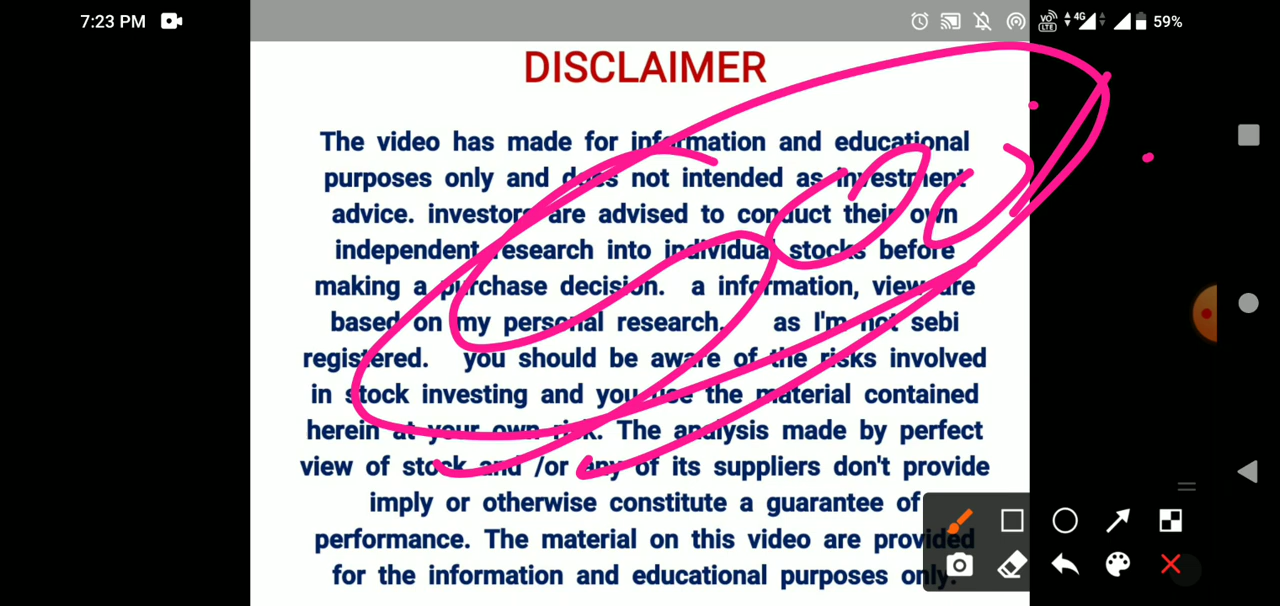 7:23 PM
VO LTE 4G 59%
DISCLAIMER
The video has made for information and educational
purposes only and does not intended as investment
advice. investors are advised to conduct their own
independent research into individual stocks before
making a purchase decision. a information, view are
based on my personal research. as I'm not sebi
registered. you should be aware of the risks involved
in stock investing and you use the material contained
herein at your own risk. The analysis made by perfect
view of stock and /or any of its suppliers don't provide
imply or otherwise constitute a guarantee of
performance. The material on this video are provided
for the information and educational purposes only.